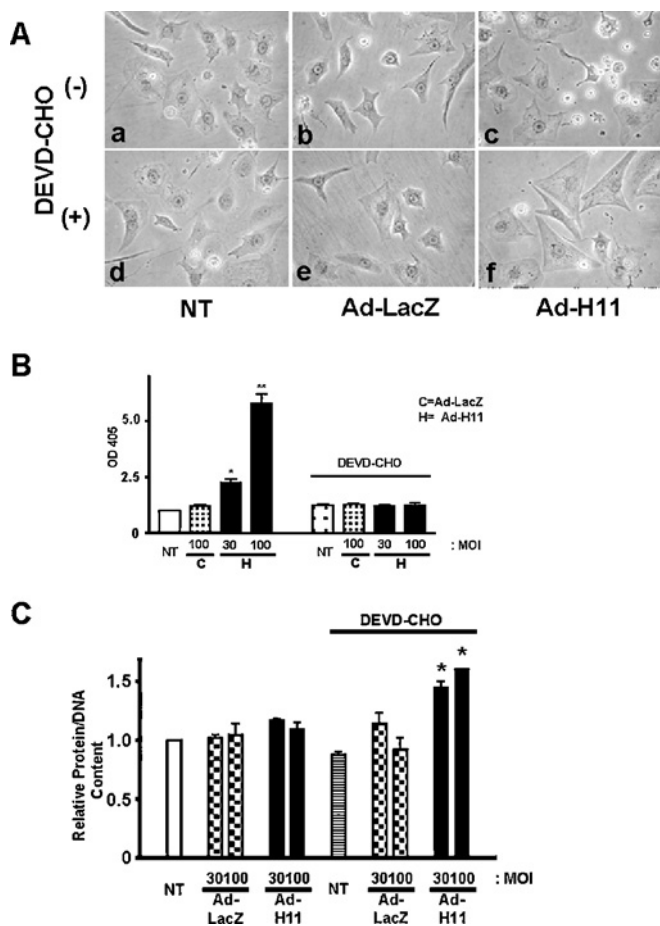 A
DEVD-CHO
(-)
(+)
a
b
c
d
e
f
NT
Ad-LacZ
Ad-H11
B
OD 405
5.0
2.5
0
*
**
C=Ad-LacZ
H= Ad-H11
DEVD-CHO
NT
100
30
100
C
H
NT
100
30
100
: MOI
C
H
C
DEVD-CHO
Relative Protein/DNA
Content
1.5
1.0
0.5
0
*
*
NT
30100
30100
NT
30100
30100
: MOI
Ad-
LacZ
Ad-
H11
Ad-
LacZ
Ad-
H11